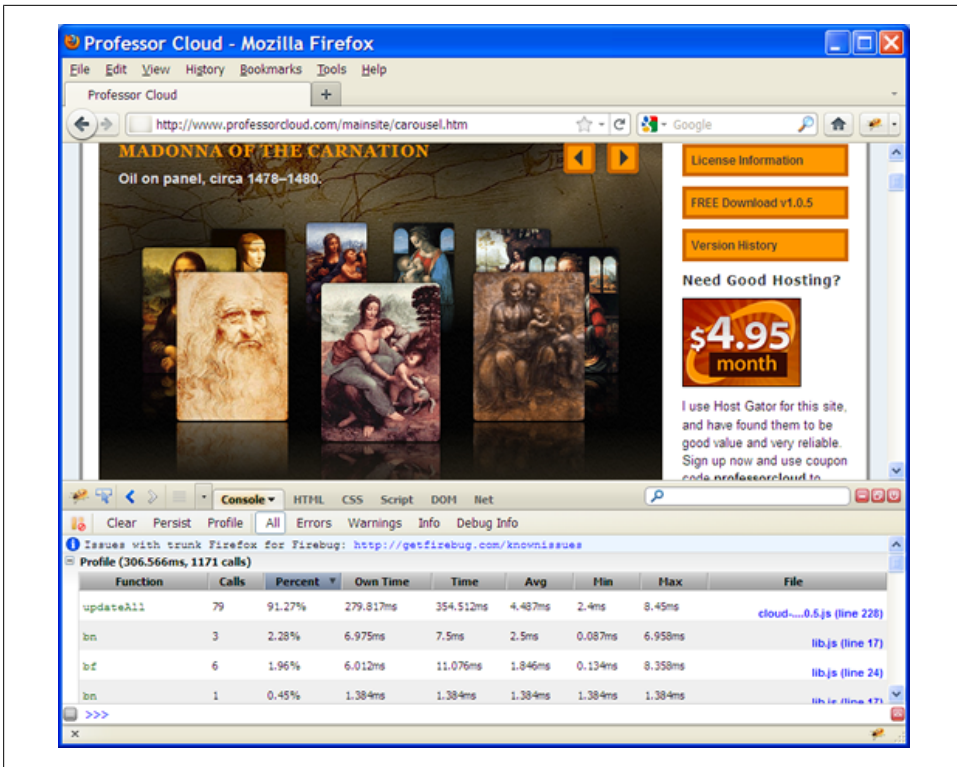 Professor Cloud - Mozilla Firefox
File Edit View History Bookmarks Tools Help
Professor Cloud +
http://www.professorcloud.com/mainsite/carousel.htm
Google
MADONNA OF THE CARNATION
Oil on panel, circa 1478–1480.
License Information
FREE Download v1.0.5
Version History
Need Good Hosting?
$4.95
month
I use Host Gator for this site,
and have found them to be
good value and very reliable.
Sign up now and use coupon
code professorcloud to
Console HTML CSS Script DOM Net
Clear Persist Profile All Errors Warnings Info Debug Info
Issues with trunk Firefox for Firebug: http://getfirebug.com/knownissues
Profile (306.566ms, 1171 calls)
Function Calls Percent Own Time Time Avg Min Max File
updateAll 79 91.27% 279.817ms 354.512ms 4.487ms 2.4ms 8.45ms cloud-....0.5.js (line 228)
bn 3 2.28% 6.975ms 7.5ms 2.5ms 0.087ms 6.958ms lib.js (line 17)
bf 6 1.96% 6.012ms 11.076ms 1.846ms 0.134ms 8.358ms lib.js (line 24)
bn 1 0.45% 1.384ms 1.384ms 1.384ms 1.384ms 1.384ms lib.js (line 17)
>>>